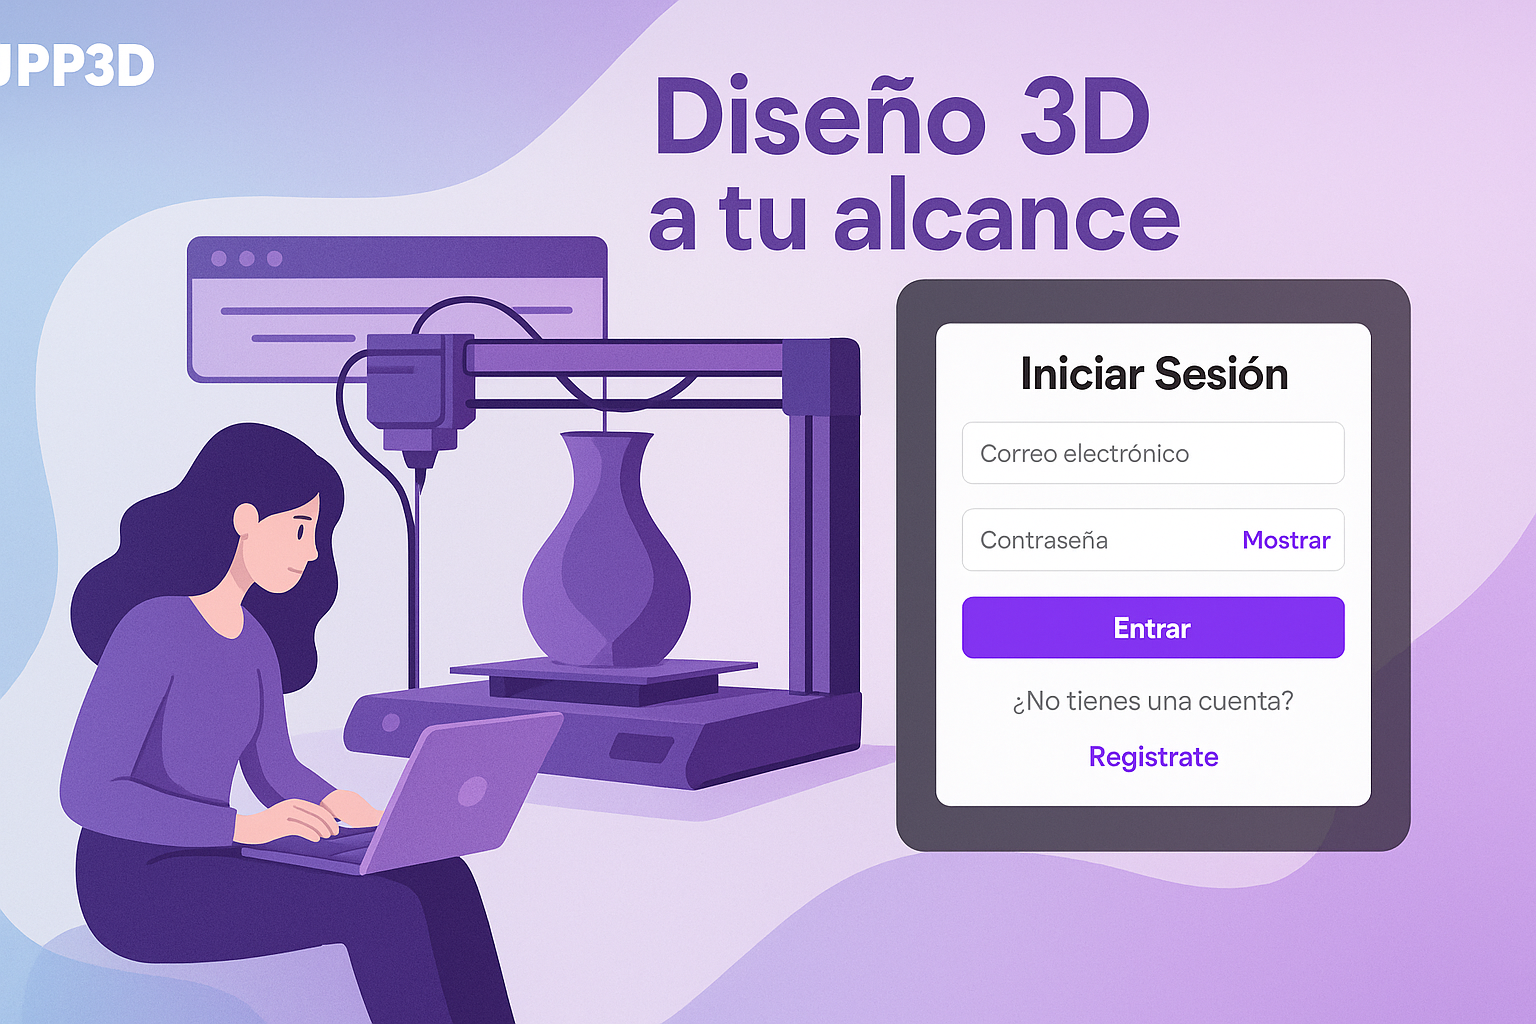 JPP3D
Diseño 3D
a tu alcance
Iniciar Sesión
Correo electrónico
Contraseña
Mostrar
Entrar
¿No tienes una cuenta?
Registrate